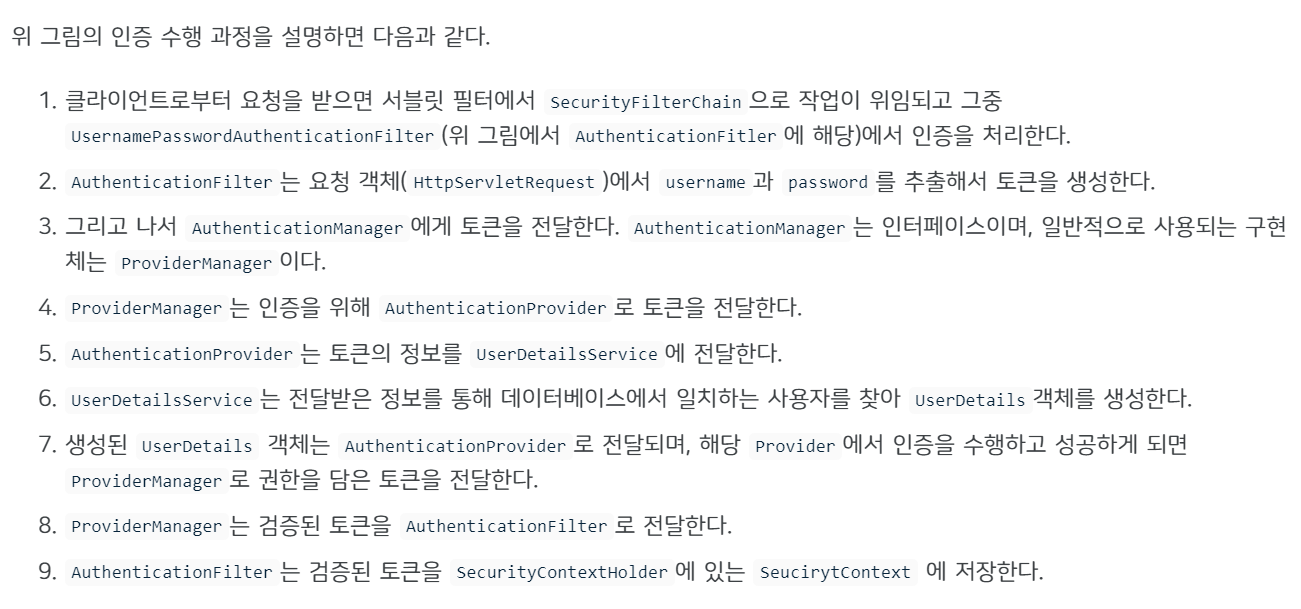 위 그림의 인증 수행 과정을 설명하면 다음과 같다.
1. 클라이언트로부터 요청을 받으면 서블릿 필터에서 SecurityFilterChain 으로 작업이 위임되고 그중
UsernamePasswordAuthenticationFilter (위 그림에서 AuthenticationFitler 에 해당)에서 인증을 처리한다.
2. AuthenticationFilter 는 요청 객체( HttpServletRequest )에서 username 과 password 를 추출해서 토큰을 생성한다.
3. 그리고 나서 AuthenticationManager 에게 토큰을 전달한다. AuthenticationManager 는 인터페이스이며, 일반적으로 사용되는 구현
체는 ProviderManager 이다.
4. ProviderManager 는 인증을 위해 AuthenticationProvider 로 토큰을 전달한다.
5. AuthenticationProvider 는 토큰의 정보를 UserDetailsService 에 전달한다.
6. UserDetailsService 는 전달받은 정보를 통해 데이터베이스에서 일치하는 사용자를 찾아 UserDetails 객체를 생성한다.
7. 생성된 UserDetails 객체는 AuthenticationProvider 로 전달되며, 해당 Provider 에서 인증을 수행하고 성공하게 되면
ProviderManager 로 권한을 담은 토큰을 전달한다.
8. ProviderManager 는 검증된 토큰을 AuthenticationFilter 로 전달한다.
9. AuthenticationFilter 는 검증된 토큰을 SecurityContextHolder 에 있는 SeucirytContext 에 저장한다.